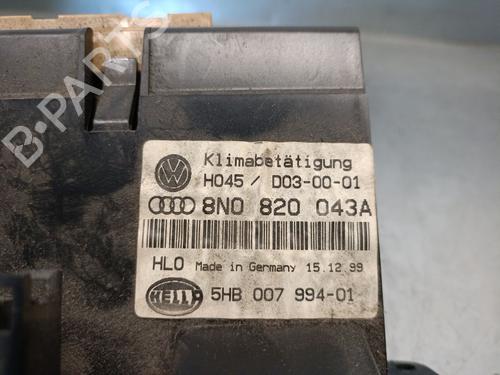 B-PARTS
Klimabetätigung
H045 / D03-00-01
8N0 820 043A
HLO Made in Germany 15.12.99
HELLA 5HB 007 994-01